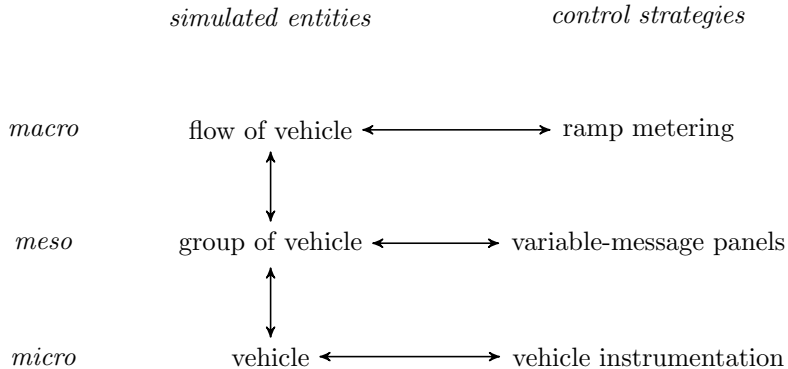 simulated entities control strategies
macro flow of vehicle ramp metering
meso group of vehicle variable-message panels
micro vehicle vehicle instrumentation